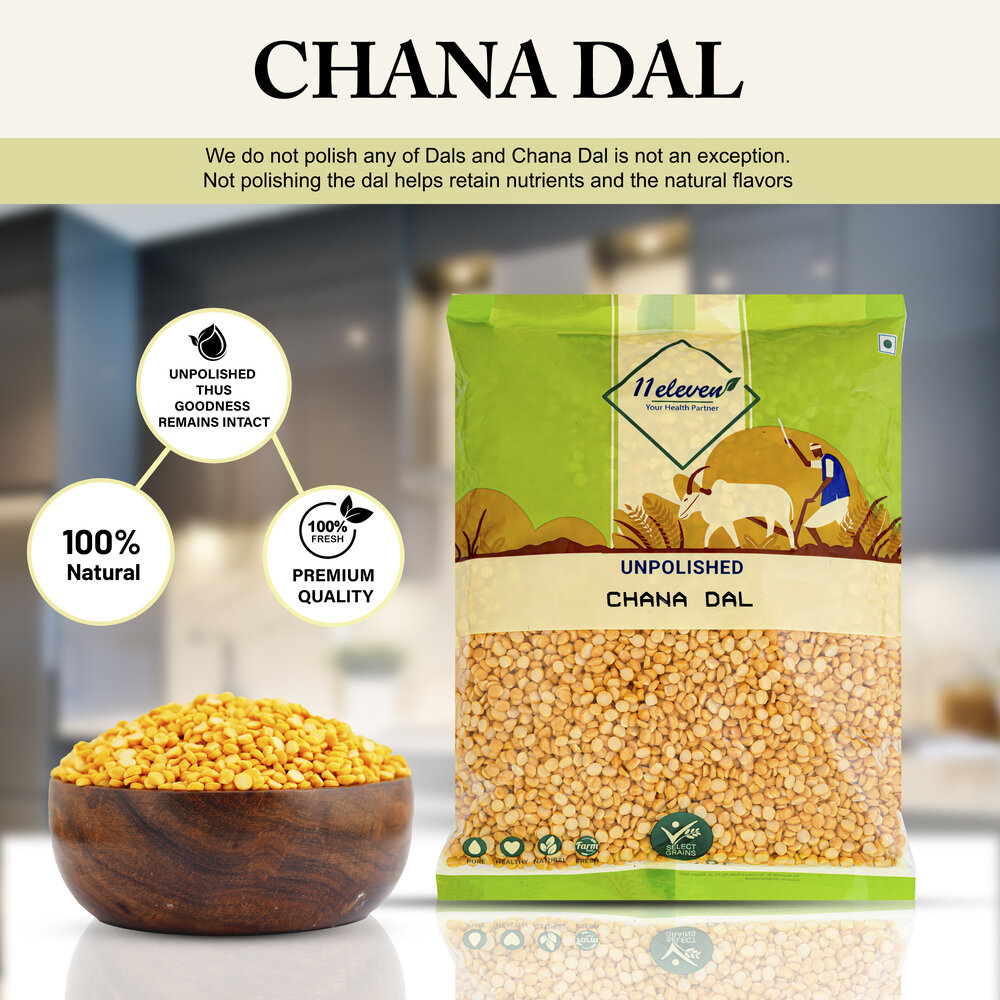 CHANA DAL
We do not polish any of Dals and Chana Dal is not an exception.
Not polishing the dal helps retain nutrients and the natural flavors
UNPOLISHED
THUS
GOODNESS
REMAINS INTACT
100%
Natural
100%
FRESH
PREMIUM
QUALITY
11 eleven
Your Health Partner
UNPOLISHED
CHANA DAL
PURE
HEALTHY
NATURAL
Farm
FRESH
SELECT
GRAINS